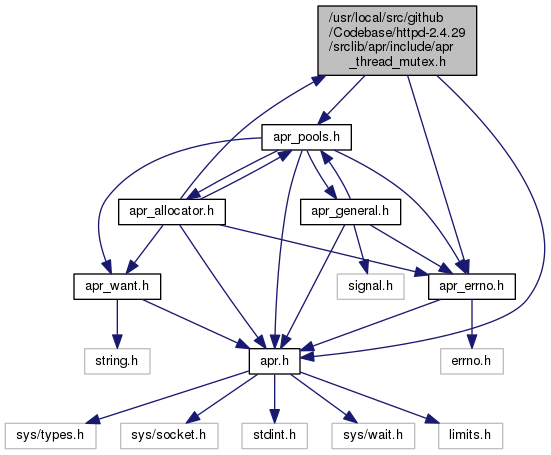 /usr/local/src/github
/Codebase/httpd-2.4.29
/srclib/apr/include/apr
_thread_mutex.h
apr_pools.h
apr_allocator.h
apr_general.h
apr_want.h
signal.h
apr_errno.h
string.h
apr.h
errno.h
sys/types.h
sys/socket.h
stdint.h
sys/wait.h
limits.h